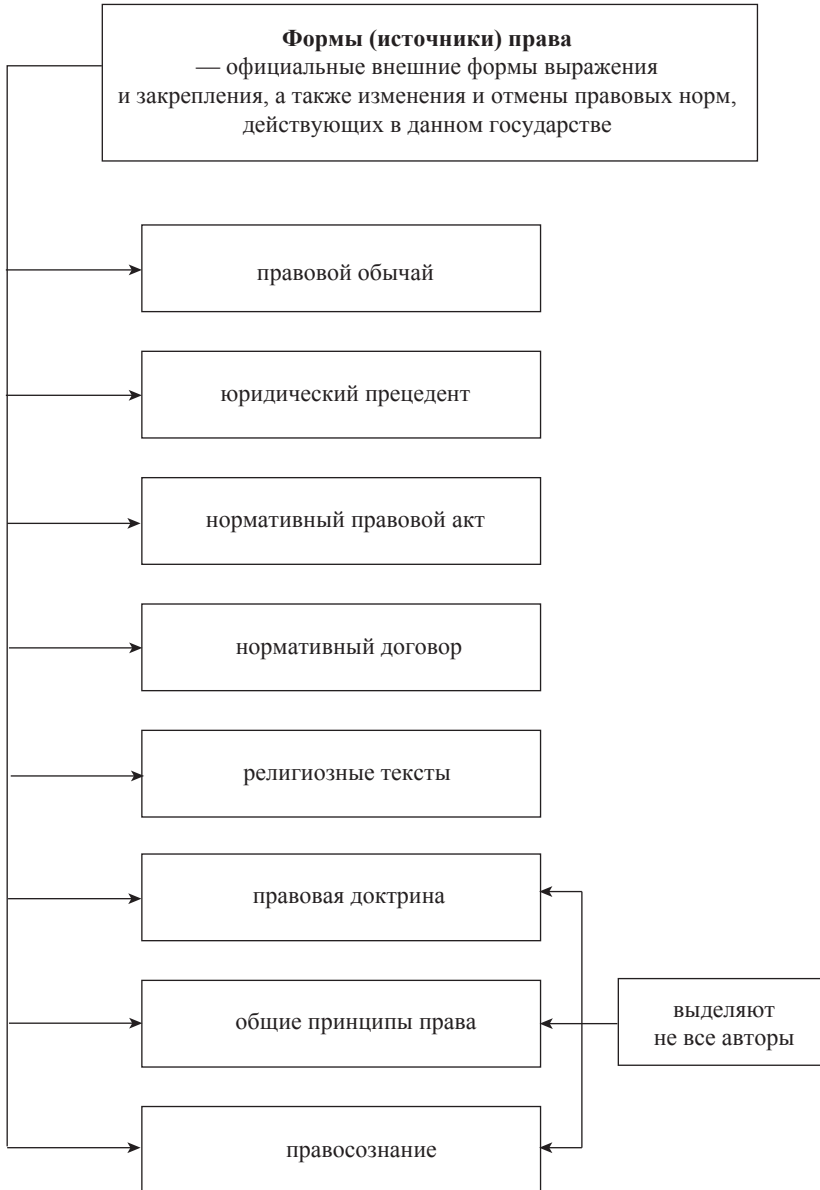 Формы (источники) права
— официальные внешние формы выражения
и закрепления, а также изменения и отмены правовых норм,
действующих в данном государстве
правовой обычай
юридический прецедент
нормативный правовой акт
нормативный договор
религиозные тексты
правовая доктрина
общие принципы права
выделяют
не все авторы
правосознание